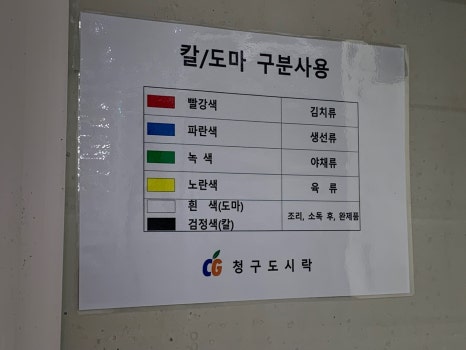 칼/도마 구분사용
빨강색 김치류
파란색 생선류
녹 색 야채류
노란색 육 류
흰 색(도마)
조리, 소독 후, 완제품
검정색(칼)
CG 청구도시락